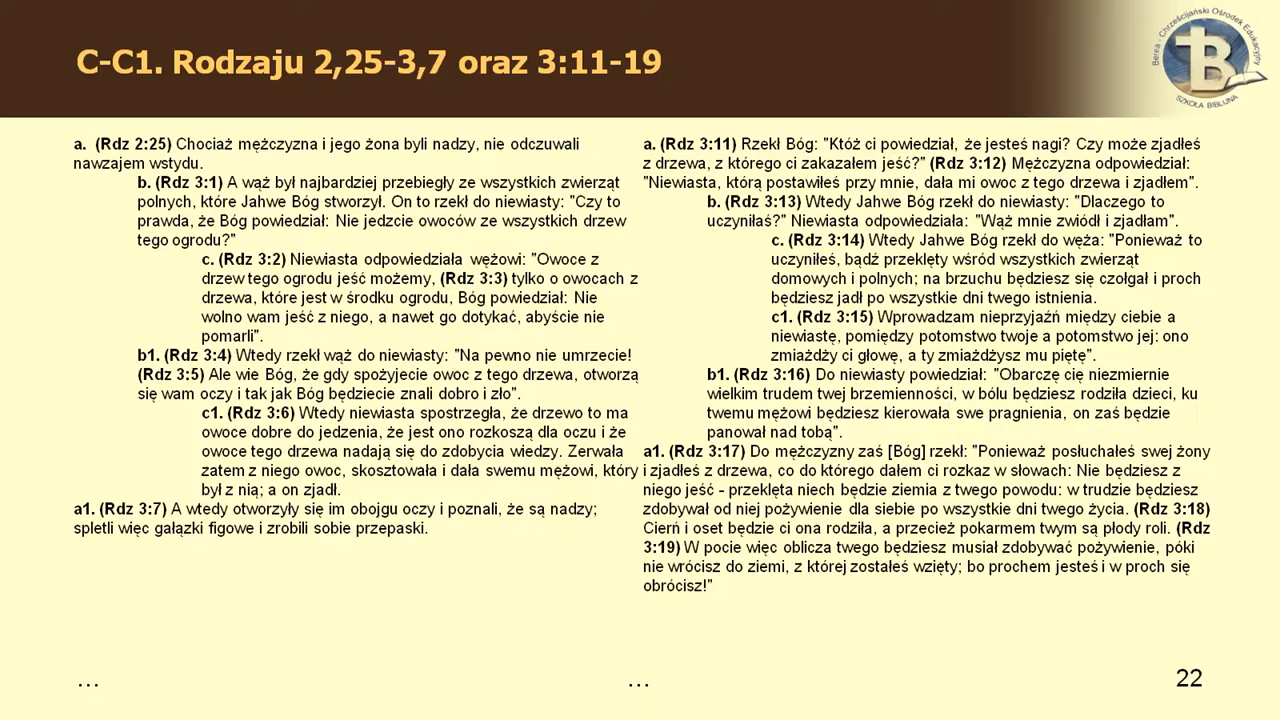 C-C1. Rodzaju 2,25-3,7 oraz 3:11-19
Berea - Chrześcijański Ośrodek Edukacyjny
SZKOŁA BIBLIJNA
a. (Rdz 2:25) Chociaż mężczyzna i jego żona byli nadzy, nie odczuwali
nawzajem wstydu.
b. (Rdz 3:1) A wąż był najbardziej przebiegły ze wszystkich zwierząt
polnych, które Jahwe Bóg stworzył. On to rzekł do niewiasty: "Czy to
prawda, że Bóg powiedział: Nie jedzcie owoców ze wszystkich drzew
tego ogrodu?"
c. (Rdz 3:2) Niewiasta odpowiedziała wężowi: "Owoce z
drzew tego ogrodu jeść możemy, (Rdz 3:3) tylko o owocach z
drzewa, które jest w środku ogrodu, Bóg powiedział: Nie
wolno wam jeść z niego, a nawet go dotykać, abyście nie
pomarli".
b1. (Rdz 3:4) Wtedy rzekł wąż do niewiasty: "Na pewno nie umrzecie!
(Rdz 3:5) Ale wie Bóg, że gdy spożyjecie owoc z tego drzewa, otworzą
się wam oczy i tak jak Bóg będziecie znali dobro i zło".
c1. (Rdz 3:6) Wtedy niewiasta spostrzegła, że drzewo to ma
owoce dobre do jedzenia, że jest ono rozkoszą dla oczu i że
owoce tego drzewa nadają się do zdobycia wiedzy. Zerwała
zatem z niego owoc, skosztowała i dała swemu mężowi, który
był z nią; a on zjadł.
a1. (Rdz 3:7) A wtedy otworzyły się im obojgu oczy i poznali, że są nadzy;
spletli więc gałązki figowe i zrobili sobie przepaski.
a. (Rdz 3:11) Rzekł Bóg: "Któż ci powiedział, że jesteś nagi? Czy może zjadłeś
z drzewa, z którego ci zakazałem jeść?" (Rdz 3:12) Mężczyzna odpowiedział:
"Niewiasta, którą postawiłeś przy mnie, dała mi owoc z tego drzewa i zjadłem".
b. (Rdz 3:13) Wtedy Jahwe Bóg rzekł do niewiasty: "Dlaczego to
uczyniłaś?" Niewiasta odpowiedziała: "Wąż mnie zwiódł i zjadłam".
c. (Rdz 3:14) Wtedy Jahwe Bóg rzekł do węża: "Ponieważ to
uczyniłeś, bądź przeklęty wśród wszystkich zwierząt
domowych i polnych; na brzuchu będziesz się czołgał i proch
będziesz jadł po wszystkie dni twego istnienia.
c1. (Rdz 3:15) Wprowadzam nieprzyjaźń między ciebie a
niewiastę, pomiędzy potomstwo twoje a potomstwo jej: ono
zmiażdży ci głowę, a ty zmiażdżysz mu piętę".
b1. (Rdz 3:16) Do niewiasty powiedział: "Obarczę cię niezmiernie
wielkim trudem twej brzemienności, w bólu będziesz rodziła dzieci, ku
twemu mężowi będziesz kierowała swe pragnienia, on zaś będzie
panował nad tobą".
a1. (Rdz 3:17) Do mężczyzny zaś [Bóg] rzekł: "Ponieważ posłuchałeś swej żony
i zjadłeś z drzewa, co do którego dałem ci rozkaz w słowach: Nie będziesz z
niego jeść - przeklęta niech będzie ziemia z twego powodu: w trudzie będziesz
zdobywał od niej pożywienie dla siebie po wszystkie dni twego życia. (Rdz 3:18)
Cierń i oset będzie ci ona rodziła, a przecież pokarmem twym są płody roli. (Rdz
3:19) W pocie więc oblicza twego będziesz musiał zdobywać pożywienie, póki
nie wrócisz do ziemi, z której zostałeś wzięty; bo prochem jesteś i w proch się
obrócisz!"
...
...
22